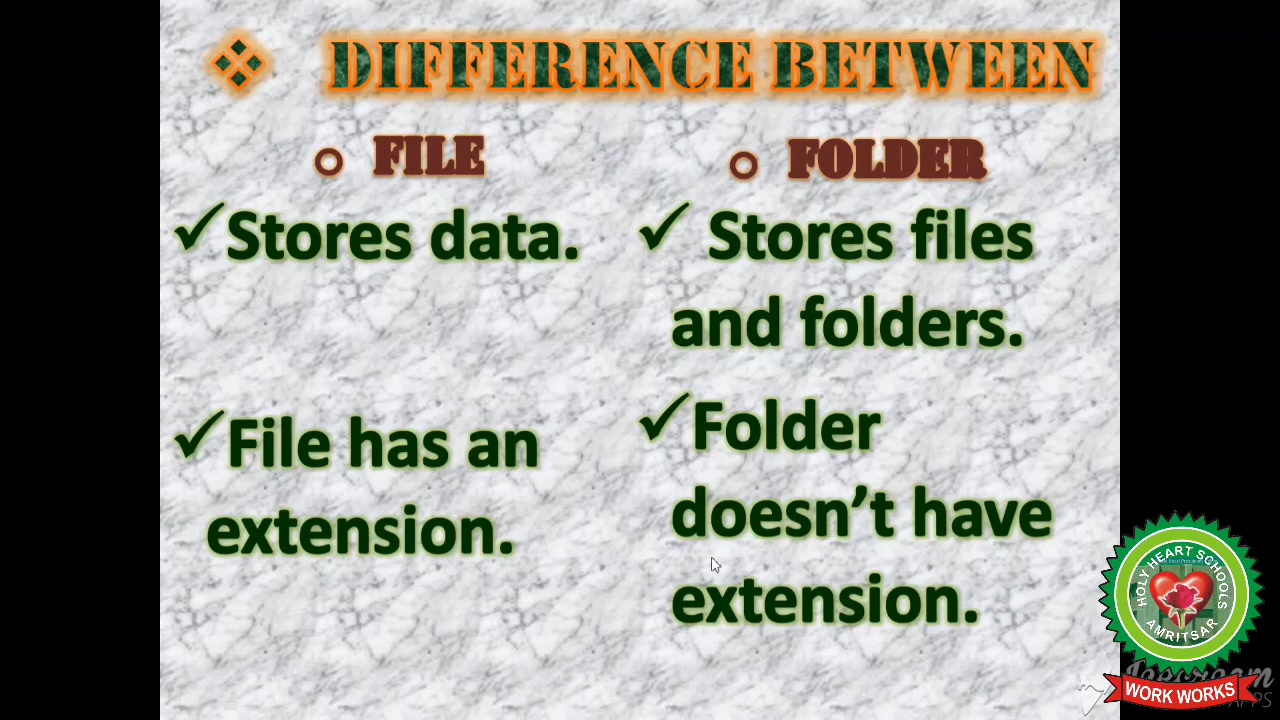 ❖ DIFFERENCE BETWEEN
o FILE
✓Stores data.
✓File has an
extension.
o FOLDER
✓ Stores files
and folders.
✓Folder
doesn’t have
extension.
HOLY HEART SCHOOLS
AMRITSAR
WORK WORKS